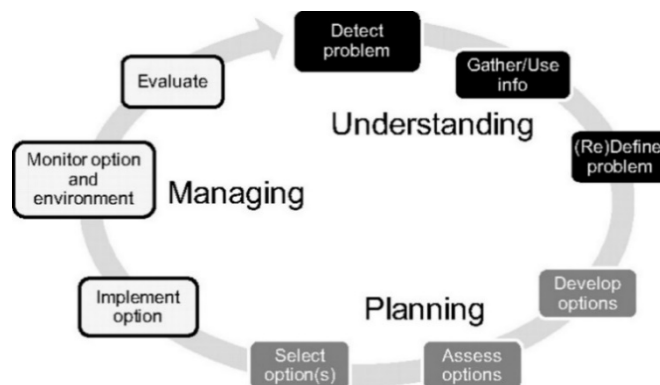 Detect
problem
Gather/Use
info
(Re)Define
problem
Understanding
Develop
options
Assess
options
Select
option(s)
Planning
Implement
option
Monitor option
and
environment
Evaluate
Managing